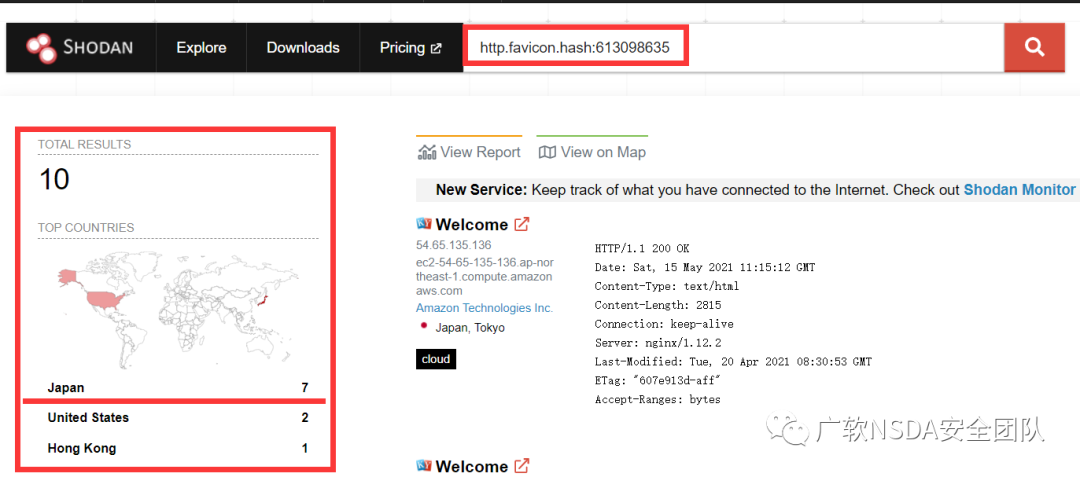 SHODAN Explore Downloads Pricing http.favicon.hash:613098635
TOTAL RESULTS
10
TOP COUNTRIES
Japan 7
United States 2
Hong Kong 1
View Report View on Map
New Service: Keep track of what you have connected to the Internet. Check out Shodan Monitor
Welcome
54.65.135.136
ec2-54-65-135-136.ap-nor
theast-1.compute.amazon
aws.com
Amazon Technologies Inc.
Japan, Tokyo
cloud
HTTP/1.1 200 OK
Date: Sat, 15 May 2021 11:15:12 GMT
Content-Type: text/html
Content-Length: 2815
Connection: keep-alive
Server: nginx/1.12.2
Last-Modified: Tue, 20 Apr 2021 08:30:53 GMT
ETag: "607e913d-aff"
Accept-Ranges: bytes
广软NSDA安全团队
Welcome